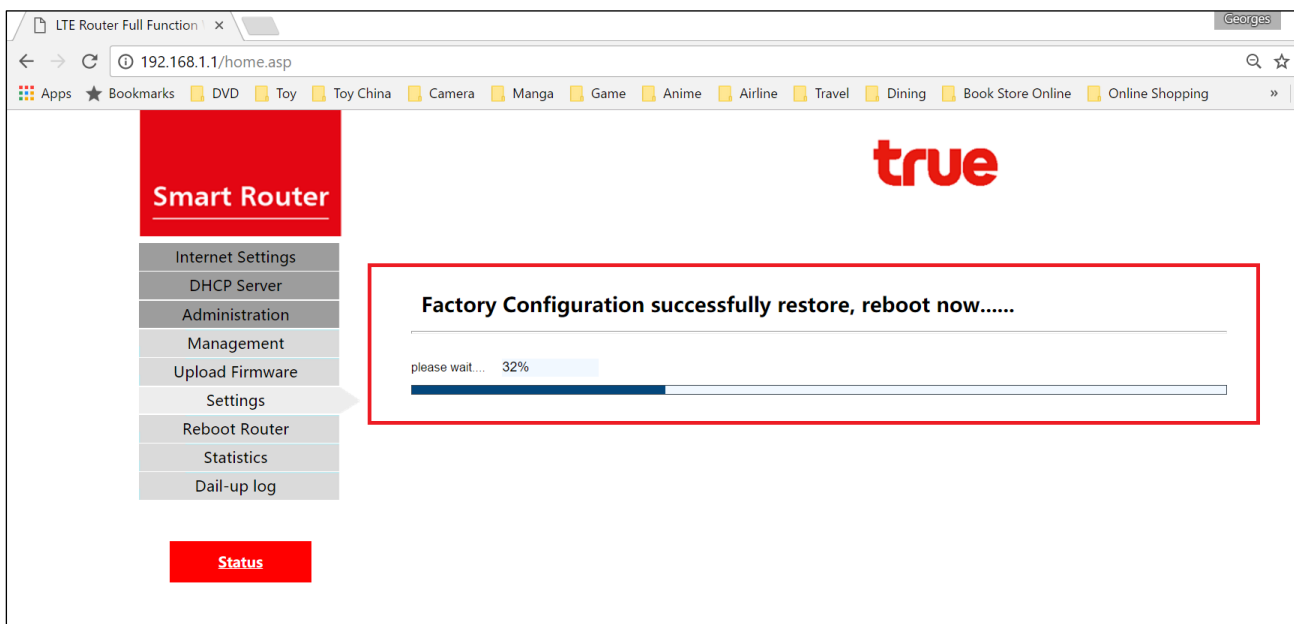 LTE Router Full Function
Georges
192.168.1.1/home.asp
Apps Bookmarks DVD Toy Toy China Camera Manga Game Anime Airline Travel Dining Book Store Online Online Shopping »
true
Smart Router
Internet Settings
DHCP Server
Administration
Management
Upload Firmware
Settings
Reboot Router
Statistics
Dail-up log
Status
Factory Configuration successfully restore, reboot now......
please wait.... 32%